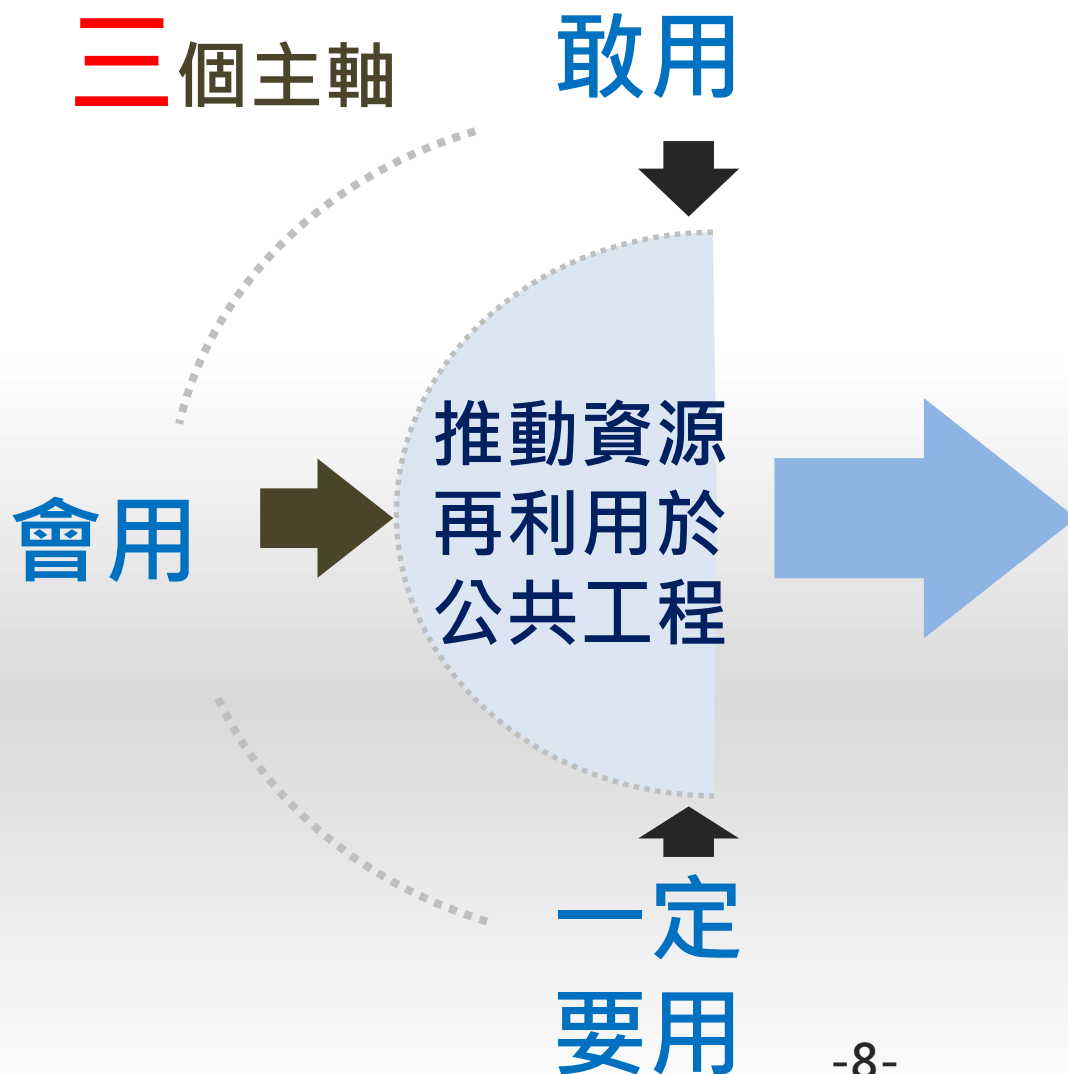 三個主軸
敢用
會用
推動資源
再利用於
公共工程
一定
要用
-8-